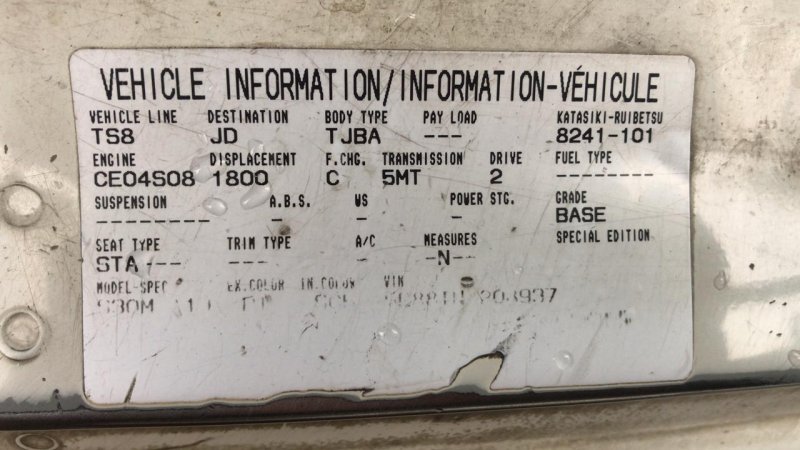 VEHICLE INFORMATION/INFORMATION-VÉHICULE
VEHICLE LINE DESTINATION BODY TYPE PAY LOAD KATASIKI-RUIBETSU
TS8 JD TJBA --- 8241-101
ENGINE DISPLACEMENT F.CHG. TRANSMISSION DRIVE FUEL TYPE
CE04S08 1800 C 5MT 2 --------
SUSPENSION A.B.S. WS POWER STG. GRADE
-------- - - - BASE
SEAT TYPE TRIM TYPE A/C MEASURES SPECIAL EDITION
STA --- --- - -N-
MODEL-SPEC EX.COLOR IN.COLOR VIN